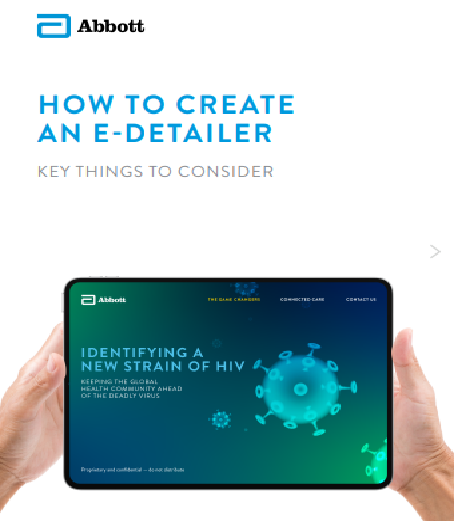 Abbott
HOW TO CREATE
AN E-DETAILER
KEY THINGS TO CONSIDER
Abbott
THE GAME CHANGERS
CONNECTED CARE
CONTACT US
IDENTIFYING A
NEW STRAIN OF HIV
KEEPING THE GLOBAL
HEALTH COMMUNITY AHEAD
OF THE DEADLY VIRUS
Proprietary and confidential — do not distribute